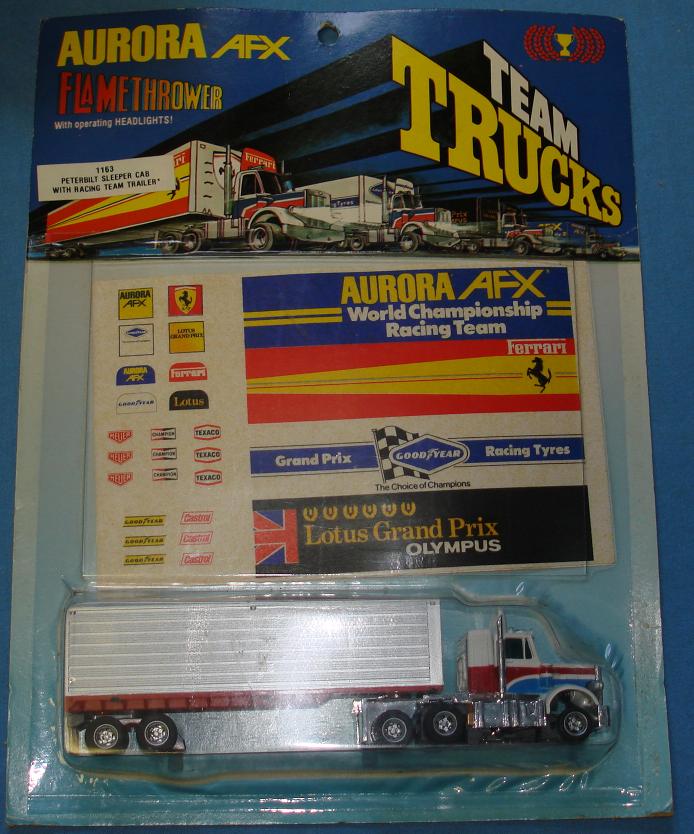 AURORA AFX
FLAMETHROWER
With operating HEADLIGHTS!
TEAM
TRUCKS
1163
PETERBILT SLEEPER CAB
WITH RACING TEAM TRAILER*
Ferrari
AURORA AFX
AURORA AFX
World Championship
Racing Team
GOODYEAR
LOTUS
GRAND PRIX
Ferrari
AURORA
AFX
Ferrari
GOODYEAR
Lotus
HEUER
CHAMPION
TEXACO
HEUER
CHAMPION
TEXACO
HEUER
CHAMPION
TEXACO
Grand Prix
GOODYEAR
Racing Tyres
The Choice of Champions
GOODYEAR
Castrol
GOODYEAR
Castrol
GOODYEAR
Castrol
Lotus Grand Prix
OLYMPUS